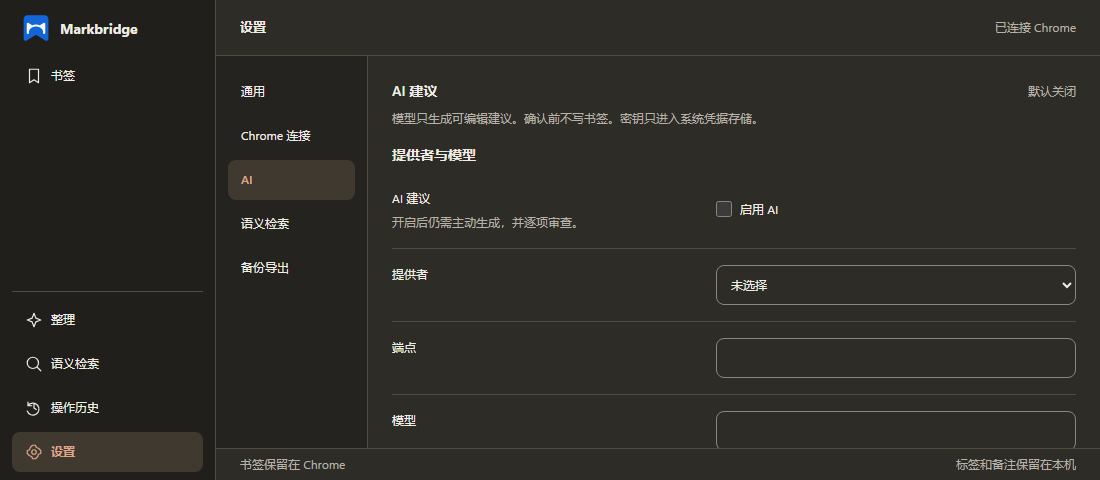 Markbridge
书签
整理
语义检索
操作历史
设置
设置
已连接 Chrome
通用
Chrome 连接
AI
语义检索
备份导出
AI 建议
默认关闭
模型只生成可编辑建议。确认前不写书签。密钥只进入系统凭据存储。
提供者与模型
AI 建议
开启后仍需主动生成，并逐项审查。
启用 AI
提供者
未选择
端点
模型
书签保留在 Chrome
标签和备注保留在本机